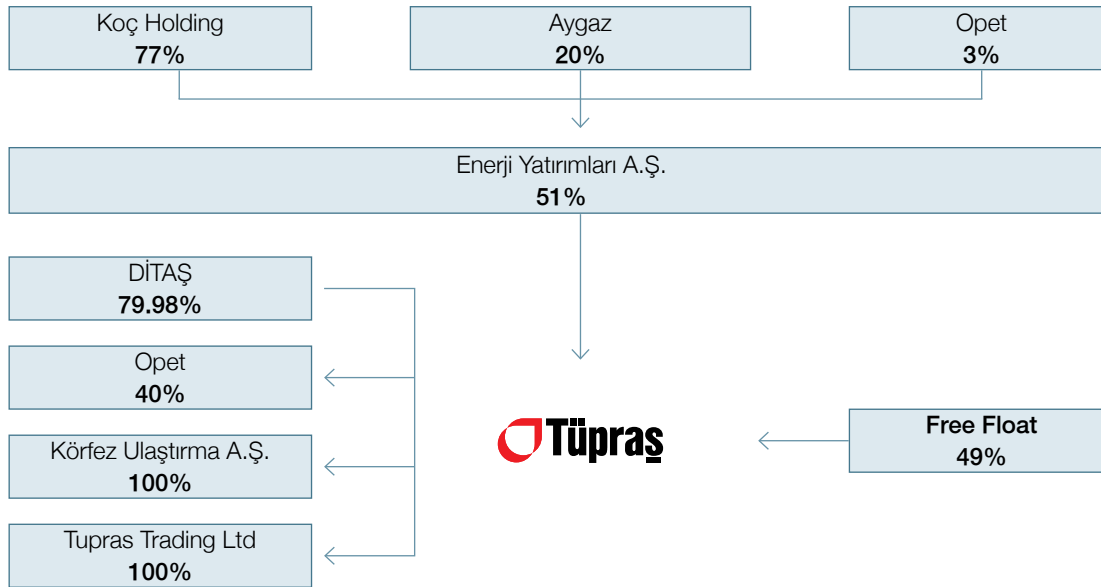 Koç Holding
77%
Aygaz
20%
Opet
3%
Enerji Yatırımları A.Ş.
51%
DİTAŞ
79.98%
Opet
40%
Körfez Ulaştırma A.Ş.
100%
Tupras Trading Ltd
100%
Tüpraş
Free Float
49%